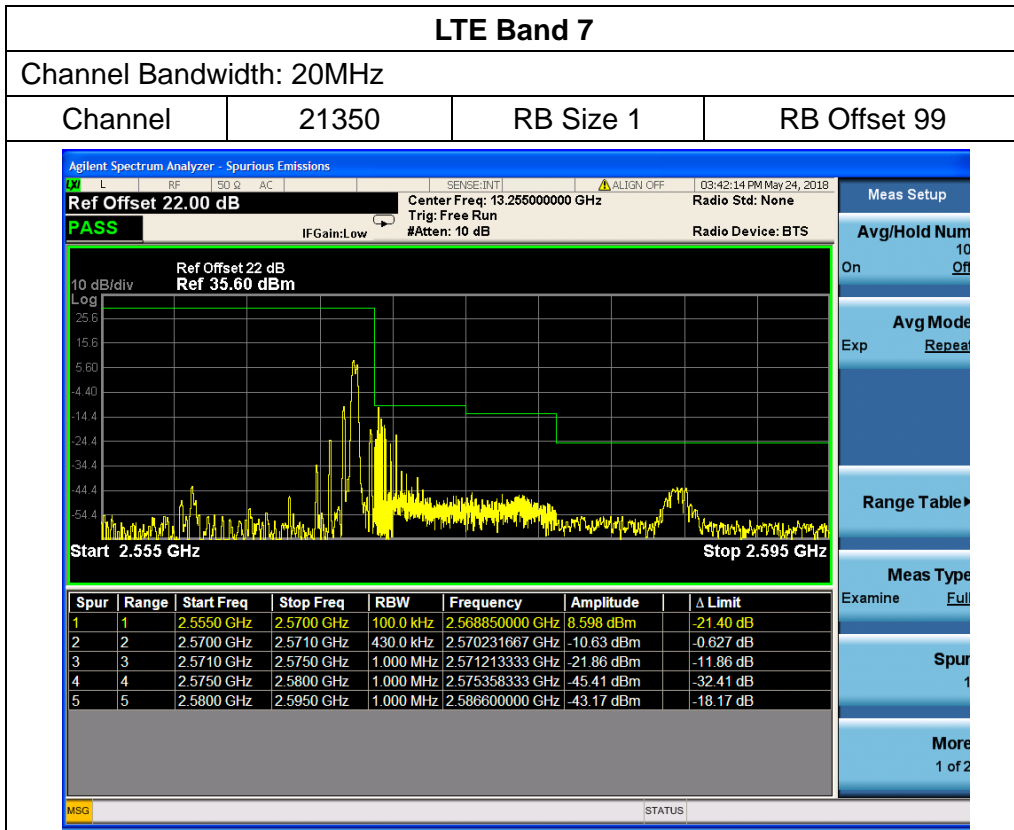 LTE Band 7
Channel Bandwidth: 20MHz
Channel 21350 RB Size 1 RB Offset 99
Agilent Spectrum Analyzer - Spurious Emissions
LXI L RF 50 Ω AC SENSE:INT ALIGN OFF 03:42:14 PM May 24, 2018
Ref Offset 22.00 dB Center Freq: 13.255000000 GHz Radio Std: None
Trig: Free Run
PASS IFGain:Low #Atten: 10 dB Radio Device: BTS
Ref Offset 22 dB
10 dB/div Ref 35.60 dBm
Log
25.6
15.6
5.60
-4.40
-14.4
-24.4
-34.4
-44.4
-54.4
Start 2.555 GHz Stop 2.595 GHz
Spur Range Start Freq Stop Freq RBW Frequency Amplitude Δ Limit
1 1 2.5550 GHz 2.5700 GHz 100.0 kHz 2.568850000 GHz 8.598 dBm -21.40 dB
2 2 2.5700 GHz 2.5710 GHz 430.0 kHz 2.570231667 GHz -10.63 dBm -0.627 dB
3 3 2.5710 GHz 2.5750 GHz 1.000 MHz 2.571213333 GHz -21.86 dBm -11.86 dB
4 4 2.5750 GHz 2.5800 GHz 1.000 MHz 2.575358333 GHz -45.41 dBm -32.41 dB
5 5 2.5800 GHz 2.5950 GHz 1.000 MHz 2.586600000 GHz -43.17 dBm -18.17 dB
MSG STATUS
Meas Setup
Avg/Hold Num
10
On Off
Avg Mode
Exp Repeat
Range Table
Meas Type
Examine Full
Spur
1
More
1 of 2